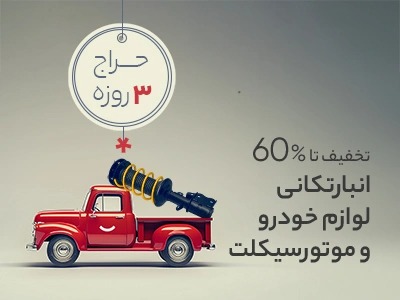 حراج
۳ روزه
تخفیف تا 60%
انبارتکانی
لوازم خودرو
و موتورسیکلت